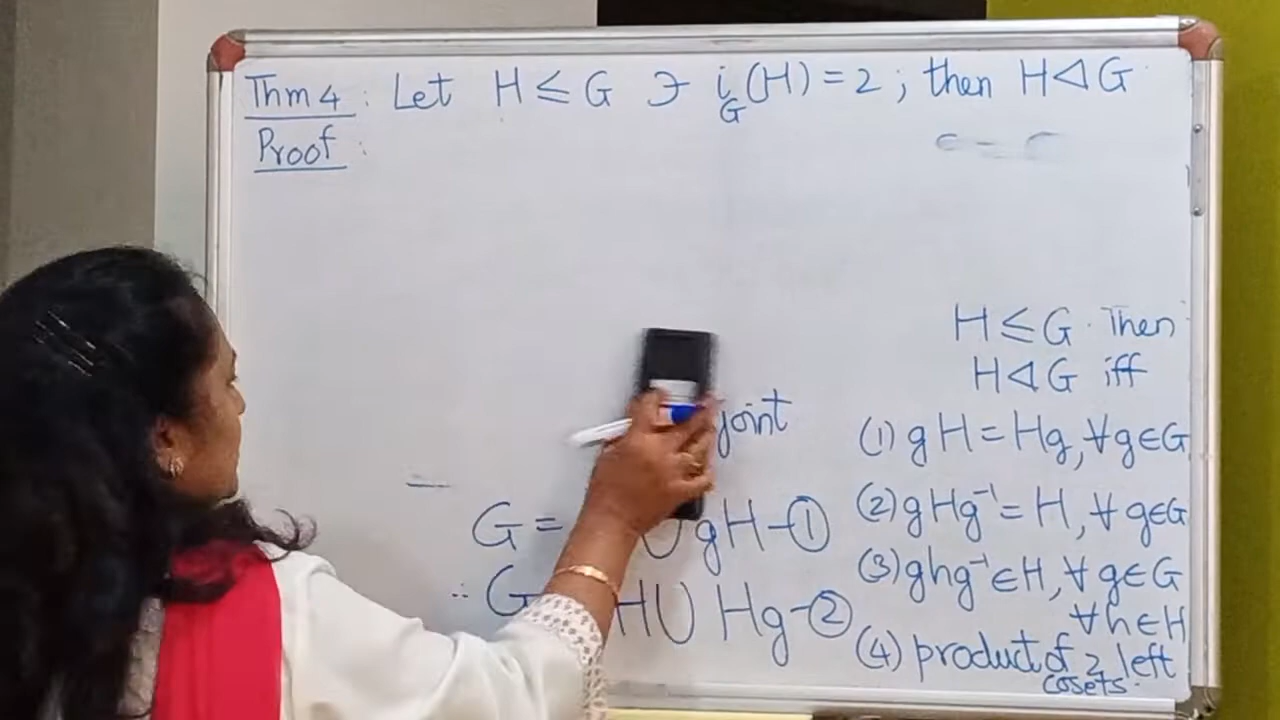 Thm 4 : Let H ≤ G ∋ i_G(H) = 2 ; then H ⊲ G
Proof :
H ≤ G. Then
H ⊲ G iff
(1) gH = Hg, ∀ g ∈ G
(2) gHg⁻¹ = H, ∀ g ∈ G
(3) ghg⁻¹ ∈ H, ∀ g ∈ G
∀ h ∈ H
(4) product of 2 left
cosets.
joint
G = ∪ gH - ①
∴ G H ∪ Hg - ②